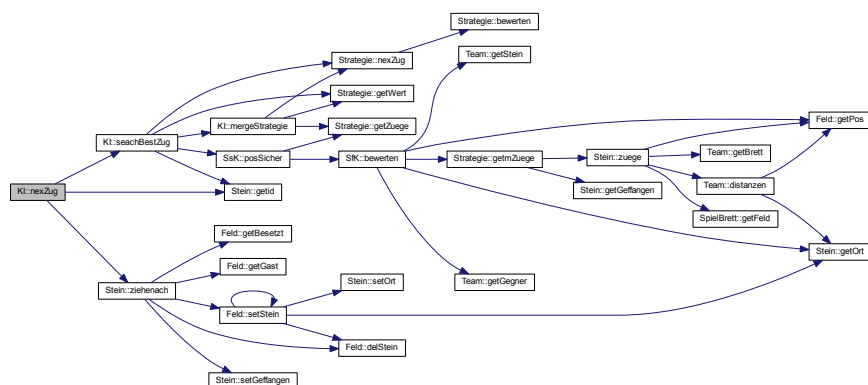 Strategie::bewerten
Strategie::nexZug
Team::getStein
Strategie::getWert
KI::mergeStrategie
Strategie::getZuege
Feld::getPos
KI::seachBestZug
Team::getBrett
SsK::posSicher
SfK::bewerten
Strategie::getmZuege
Stein::zuege
KI::nexZug
Stein::getid
Stein::getGeffangen
Team::distanzen
SpielBrett::getFeld
Feld::getBesetzt
Stein::getOrt
Feld::getGast
Stein::setOrt
Team::getGegner
Stein::ziehenach
Feld::setStein
Feld::delStein
Stein::setGeffangen